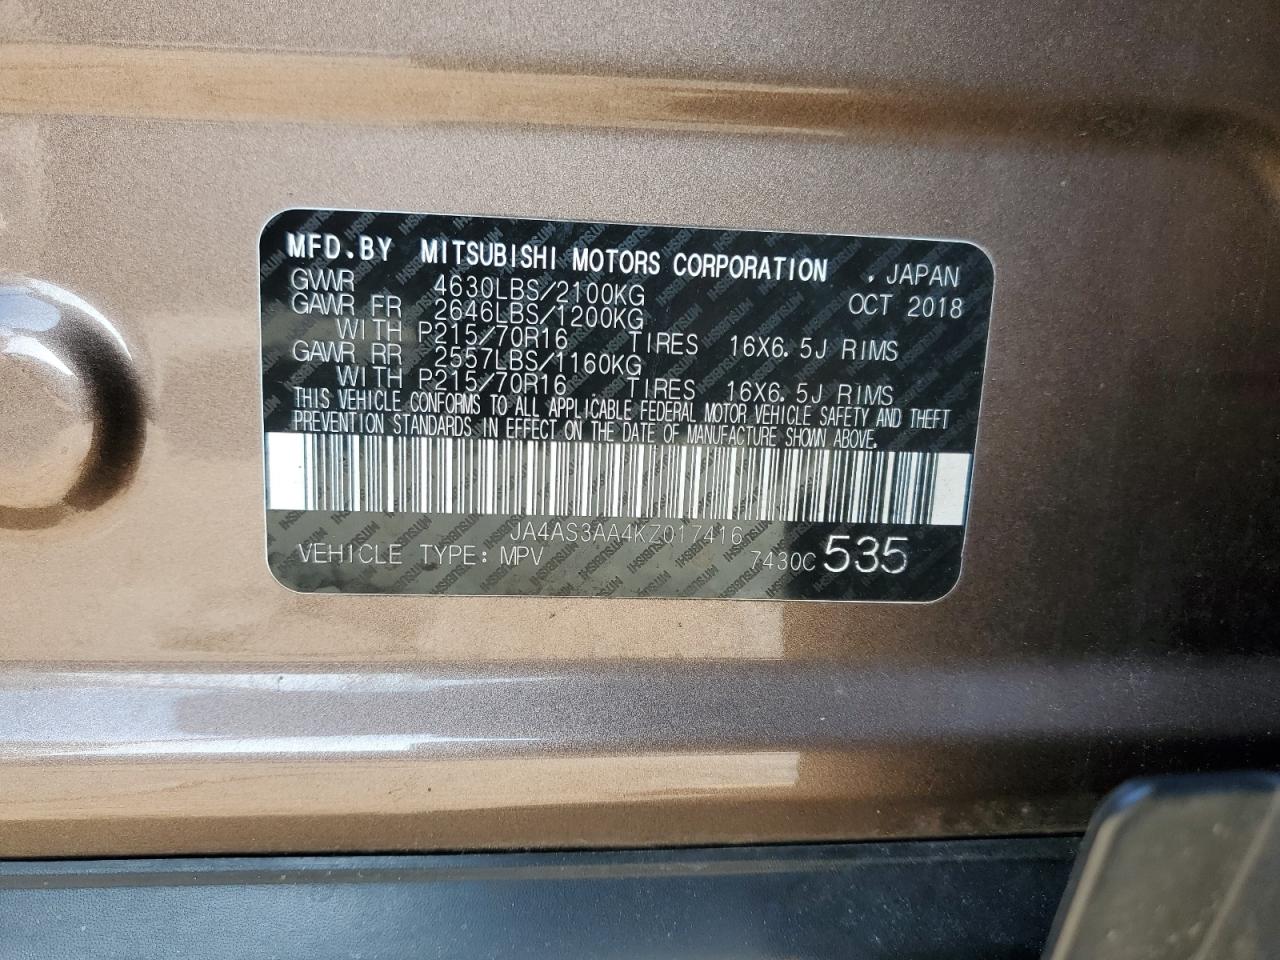 MFD.BY MITSUBISHI MOTORS CORPORATION . JAPAN
GVWR 4630LBS/2100KG OCT 2018
GAWR FR 2646LBS/1200KG
WITH P215/70R16 TIRES 16X6.5J RIMS
GAWR RR 2557LBS/1160KG
WITH P215/70R16 TIRES 16X6.5J RIMS
THIS VEHICLE CONFORMS TO ALL APPLICABLE FEDERAL MOTOR VEHICLE SAFETY AND THEFT
PREVENTION STANDARDS IN EFFECT ON THE DATE OF MANUFACTURE SHOWN ABOVE.
JA4AS3AA4KZ017416
VEHICLE TYPE: MPV 7430C 535